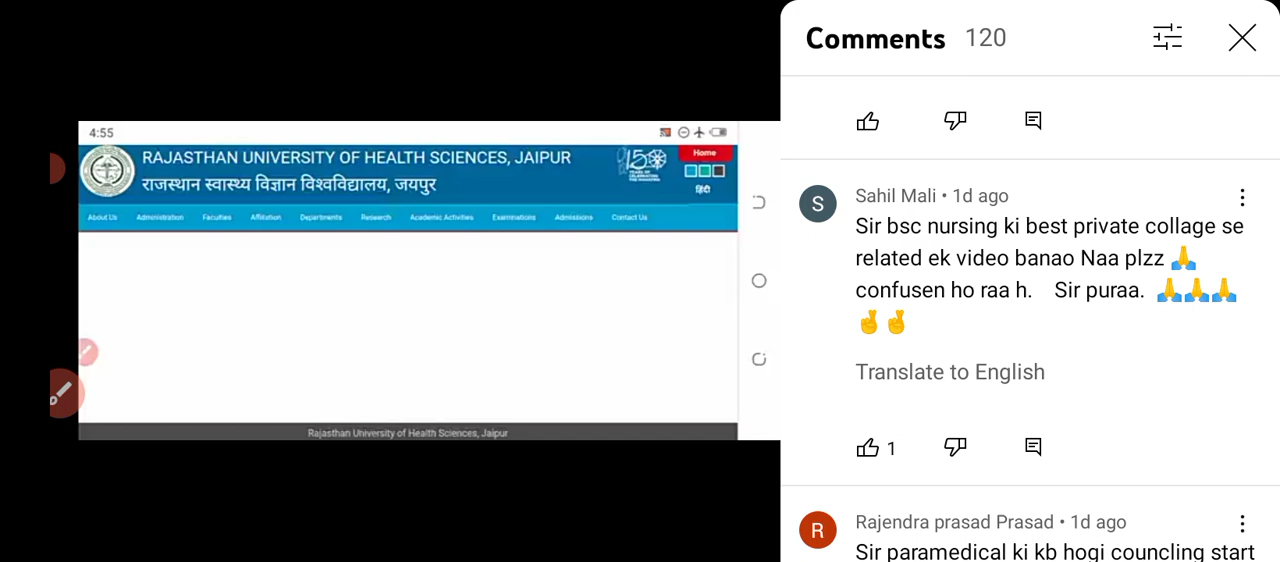 Comments 120
4:55
RAJASTHAN UNIVERSITY OF HEALTH SCIENCES, JAIPUR
राजस्थान स्वास्थ्य विज्ञान विश्वविद्यालय, जयपुर
150
Home
हिंदी
About Us Administration Faculties Affiliation Departments Research Academic Activities Examinations Admissions Contact Us
Rajasthan University of Health Sciences, Jaipur
S
Sahil Mali • 1d ago
Sir bsc nursing ki best private collage se
related ek video banao Naa plzz 🙏
confusen ho raa h. Sir puraa. 🙏🙏🙏
🤞🤞
Translate to English
1
R
Rajendra prasad Prasad • 1d ago
Sir paramedical ki kb hogi councling start